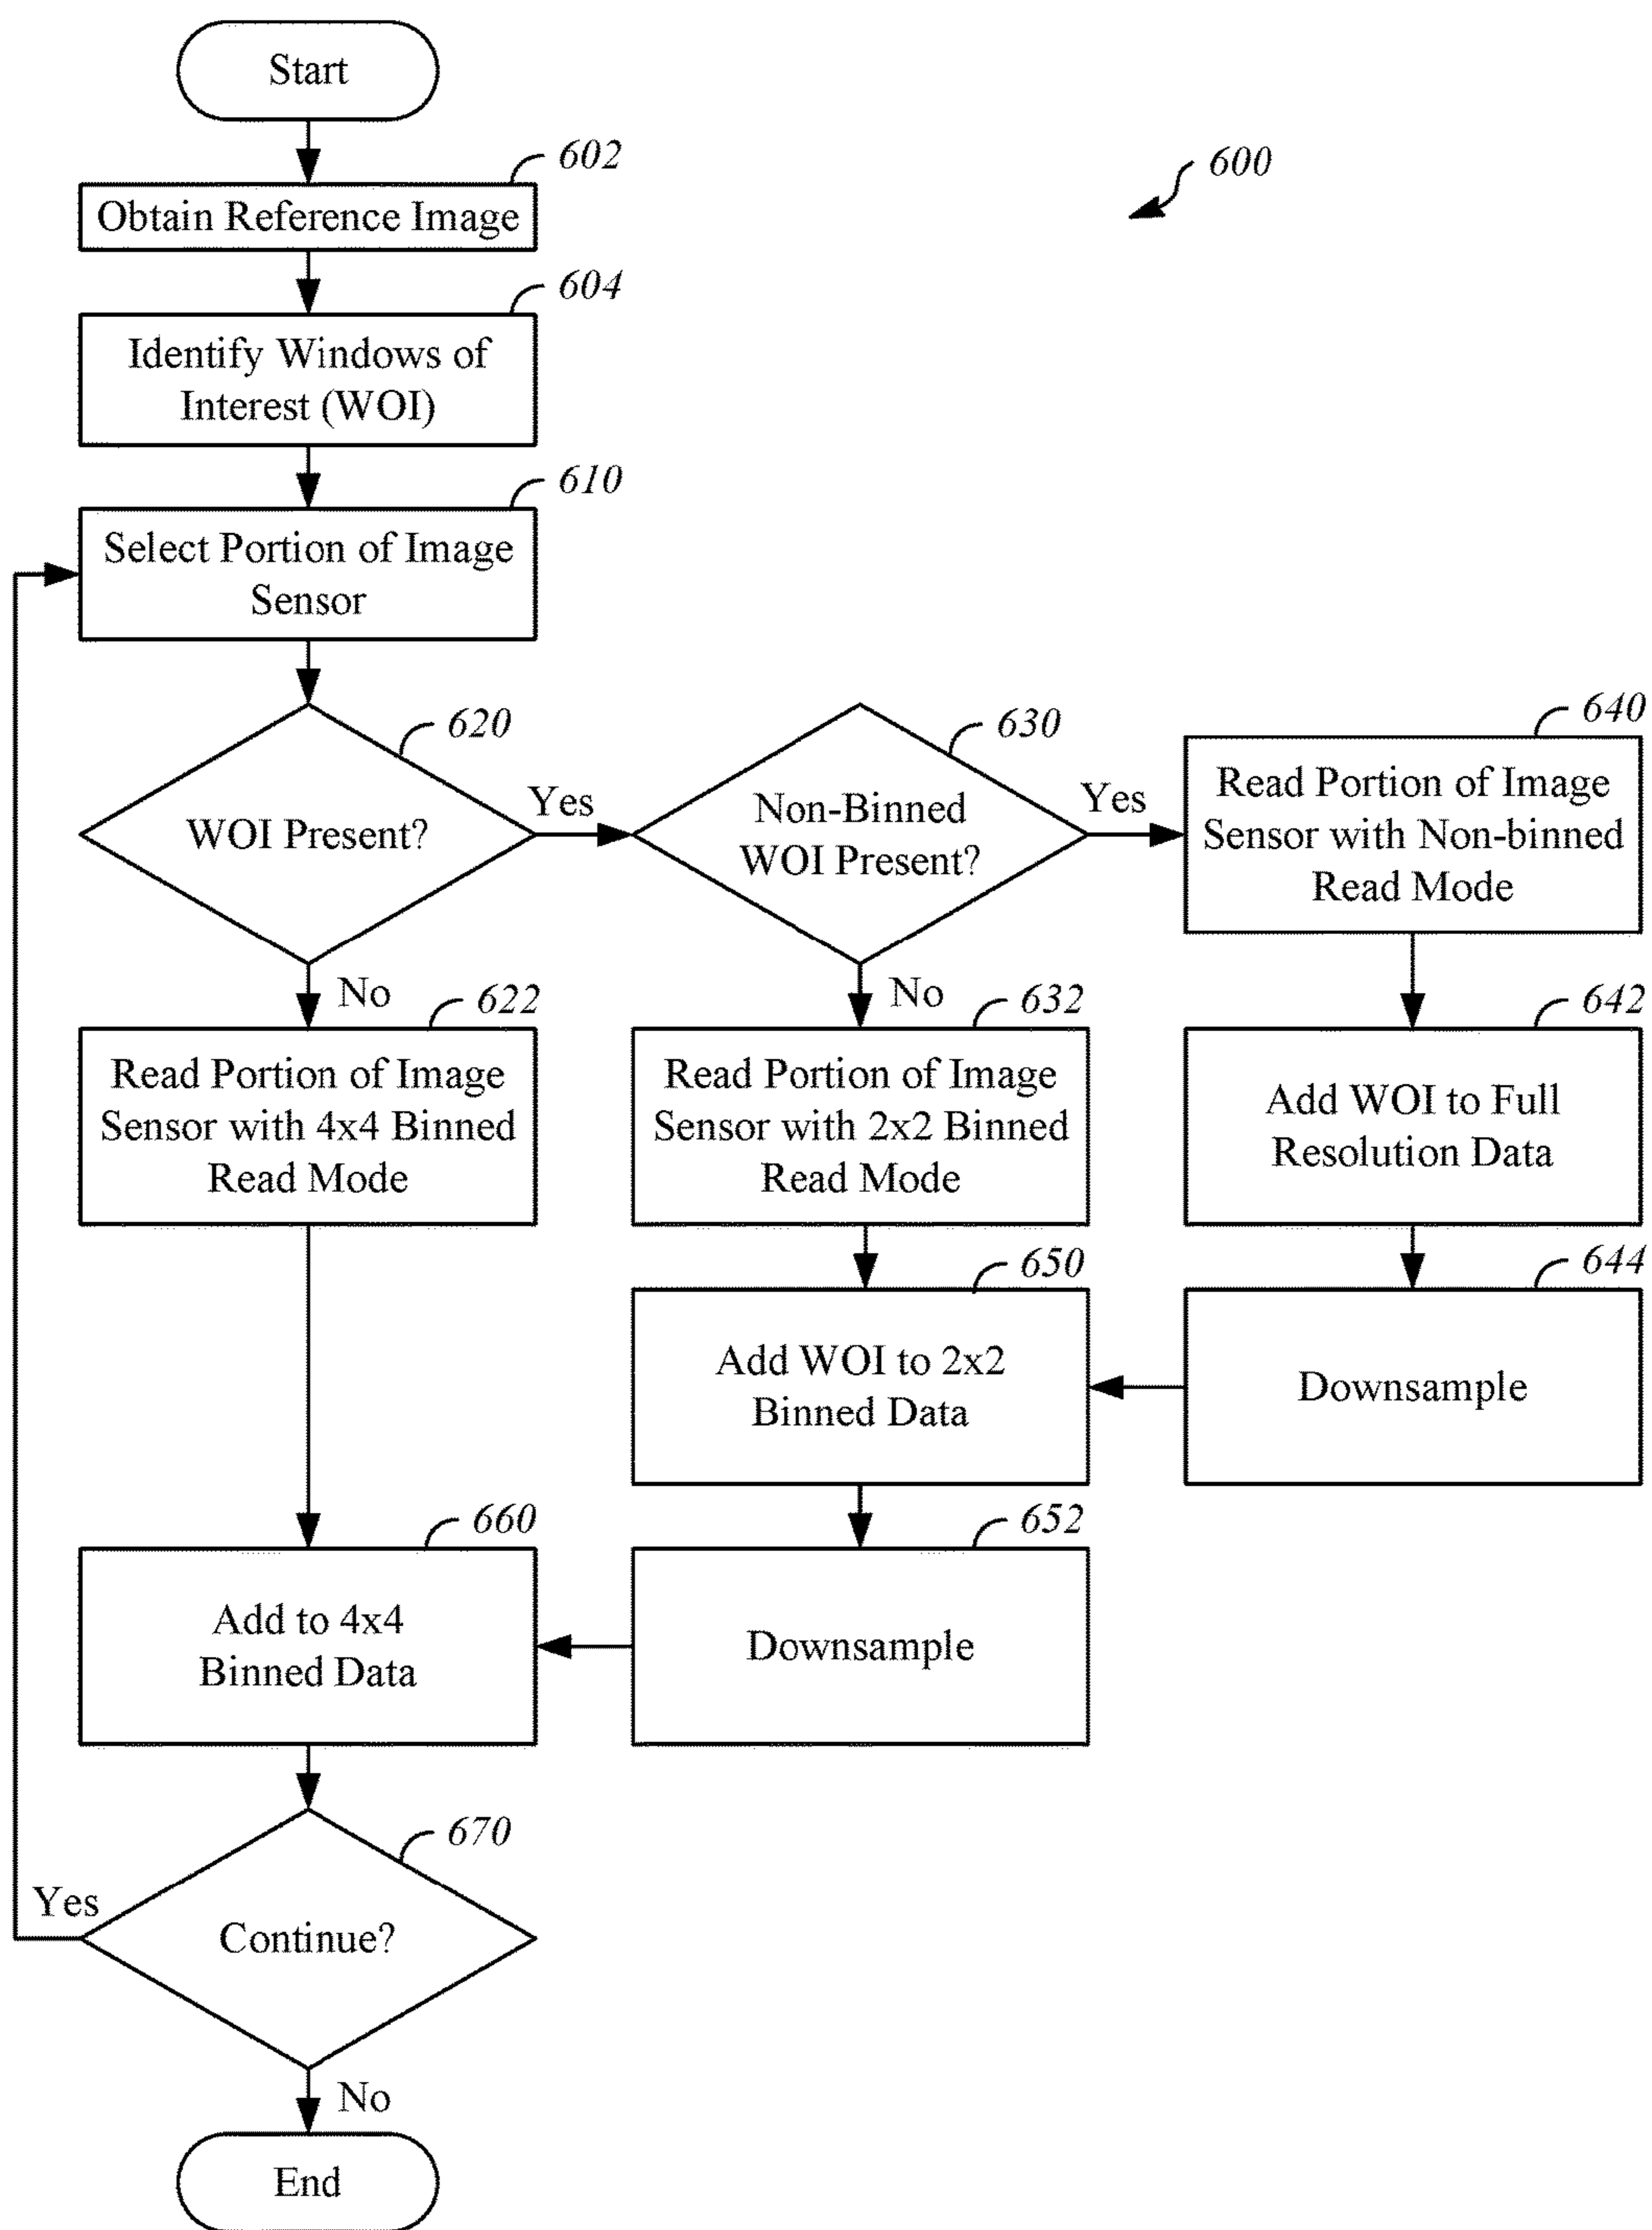 Start
602
600
Obtain Reference Image
604
Identify Windows of
Interest (WOI)
610
Select Portion of Image
Sensor
620
WOI Present?
Yes
No
630
Non-Binned
WOI Present?
Yes
No
640
Read Portion of Image
Sensor with Non-binned
Read Mode
622
Read Portion of Image
Sensor with 4x4 Binned
Read Mode
632
Read Portion of Image
Sensor with 2x2 Binned
Read Mode
642
Add WOI to Full
Resolution Data
650
Add WOI to 2x2
Binned Data
644
Downsample
660
Add to 4x4
Binned Data
652
Downsample
670
Yes
Continue?
No
End